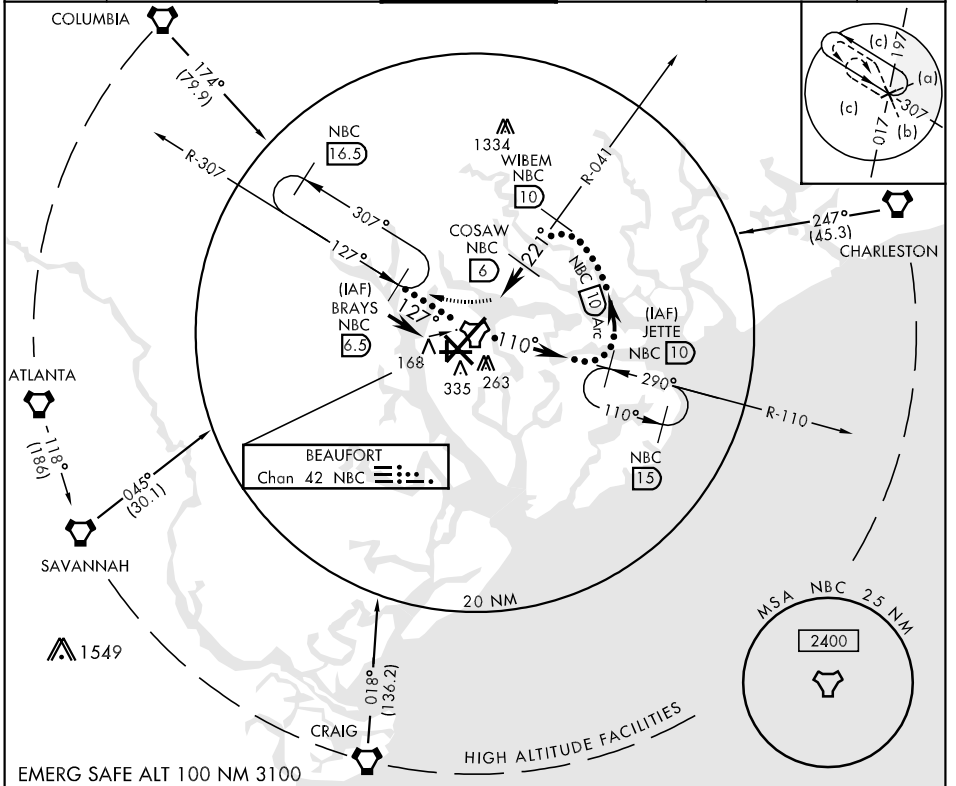 COLUMBIA
174°
(79.9)
R-307
NBC
16.5
307°
127°
1334
WIBEM
NBC
10
R-041
(c)
197
(a)
(c)
307
(b)
017
247°
(45.3)
CHARLESTON
COSAW
NBC
6
221°
NBC 10 Arc
(IAF)
BRAYS
NBC
6.5
127°
168
335
263
110°
(IAF)
JETTE
NBC 10
290°
110°
R-110
NBC
15
ATLANTA
118°
(186)
045°
(30.1)
SAVANNAH
BEAUFORT
Chan 42 NBC
20 NM
1549
018°
(136.2)
CRAIG
HIGH ALTITUDE FACILITIES
MSA NBC 25 NM
2400
EMERG SAFE ALT 100 NM 3100